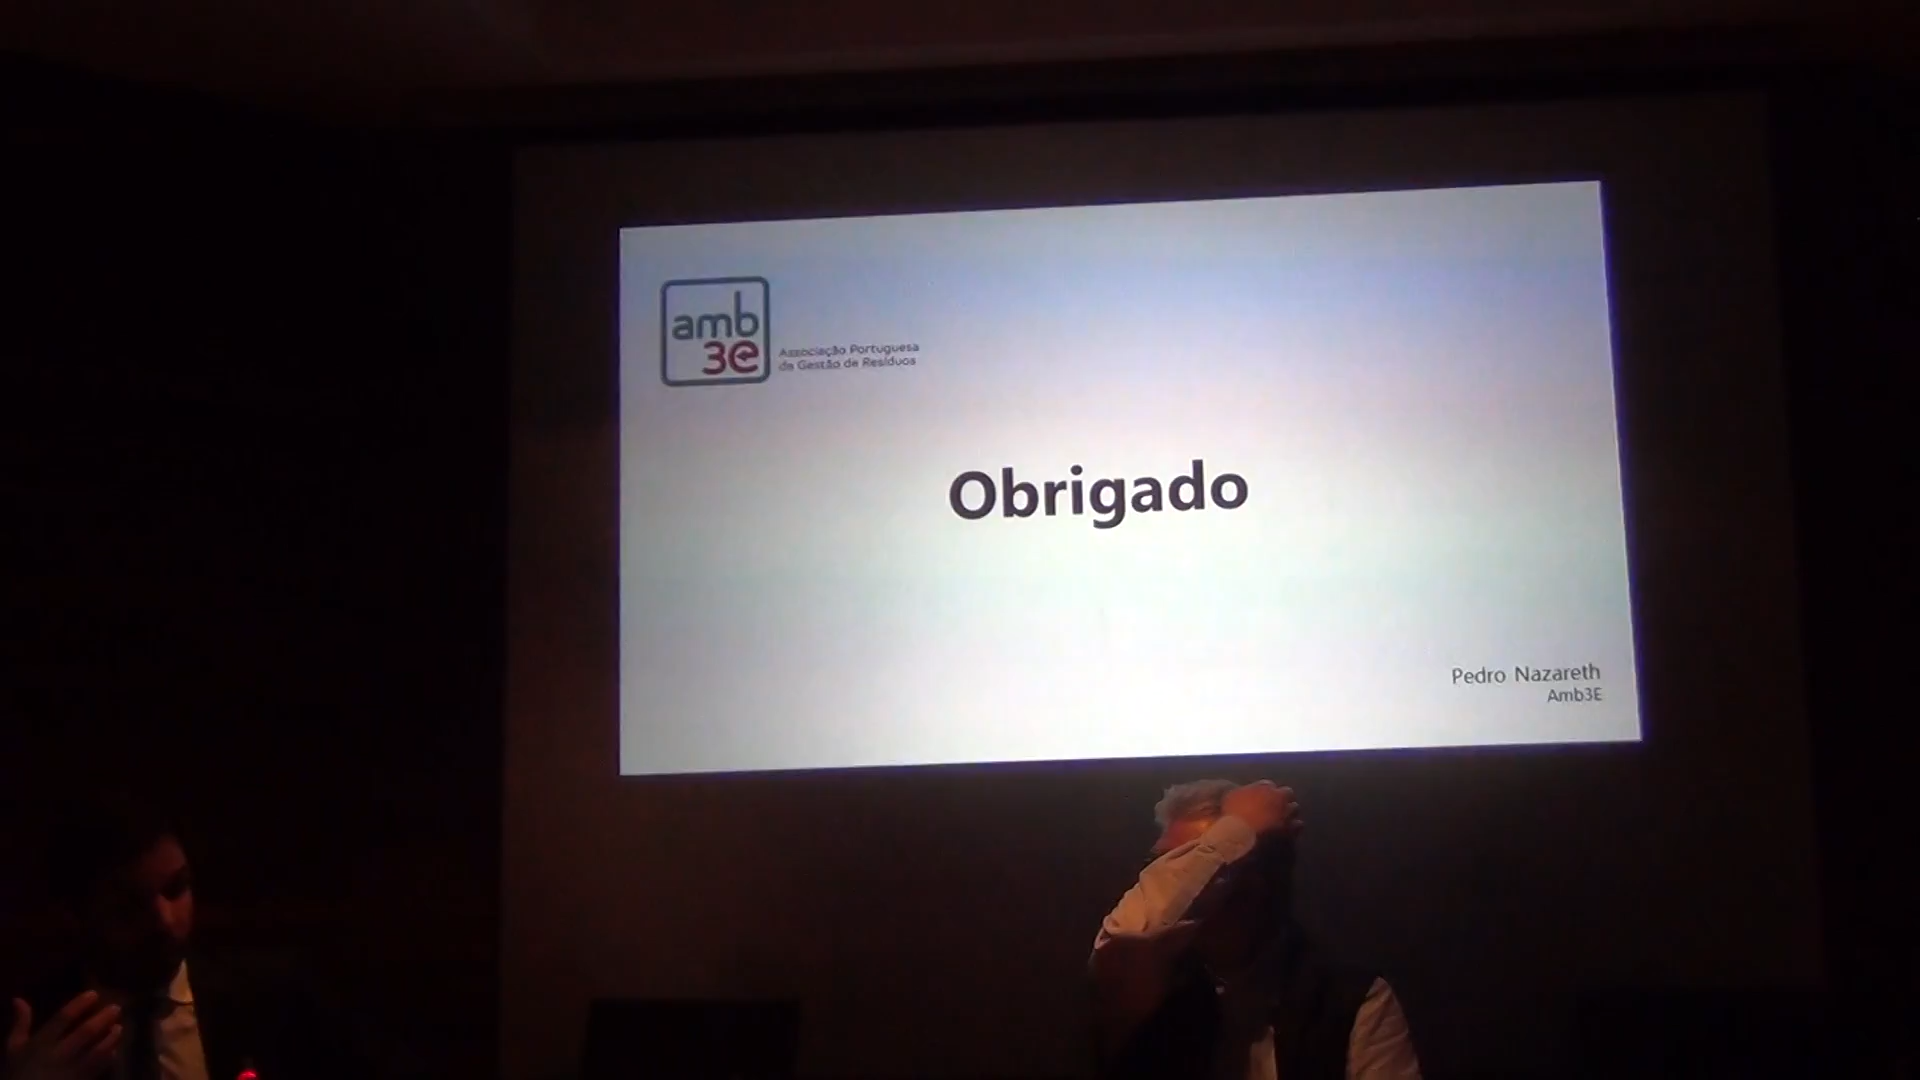 amb
3e
Associação Portuguesa
de Gestão de Resíduos
Obrigado
Pedro Nazareth
Amb3E